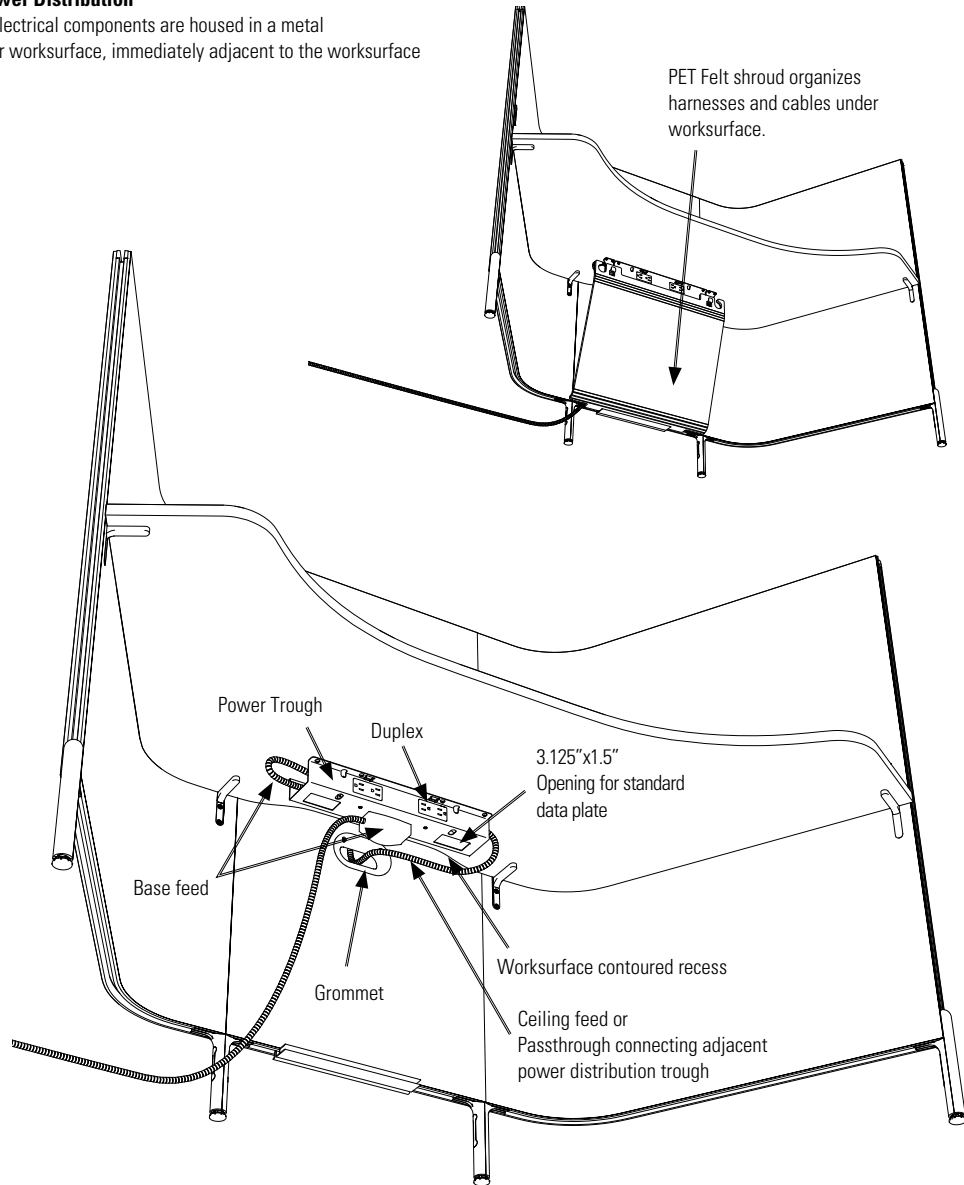 Distribution
electrical components are housed in a metal
worksurface, immediately adjacent to the worksurface
PET Felt shroud organizes
harnesses and cables under
worksurface.
Power Trough
Duplex
3.125”x1.5”
Opening for standard
data plate
Base feed
Grommet
Worksurface contoured recess
Ceiling feed or
Passthrough connecting adjacent
power distribution trough